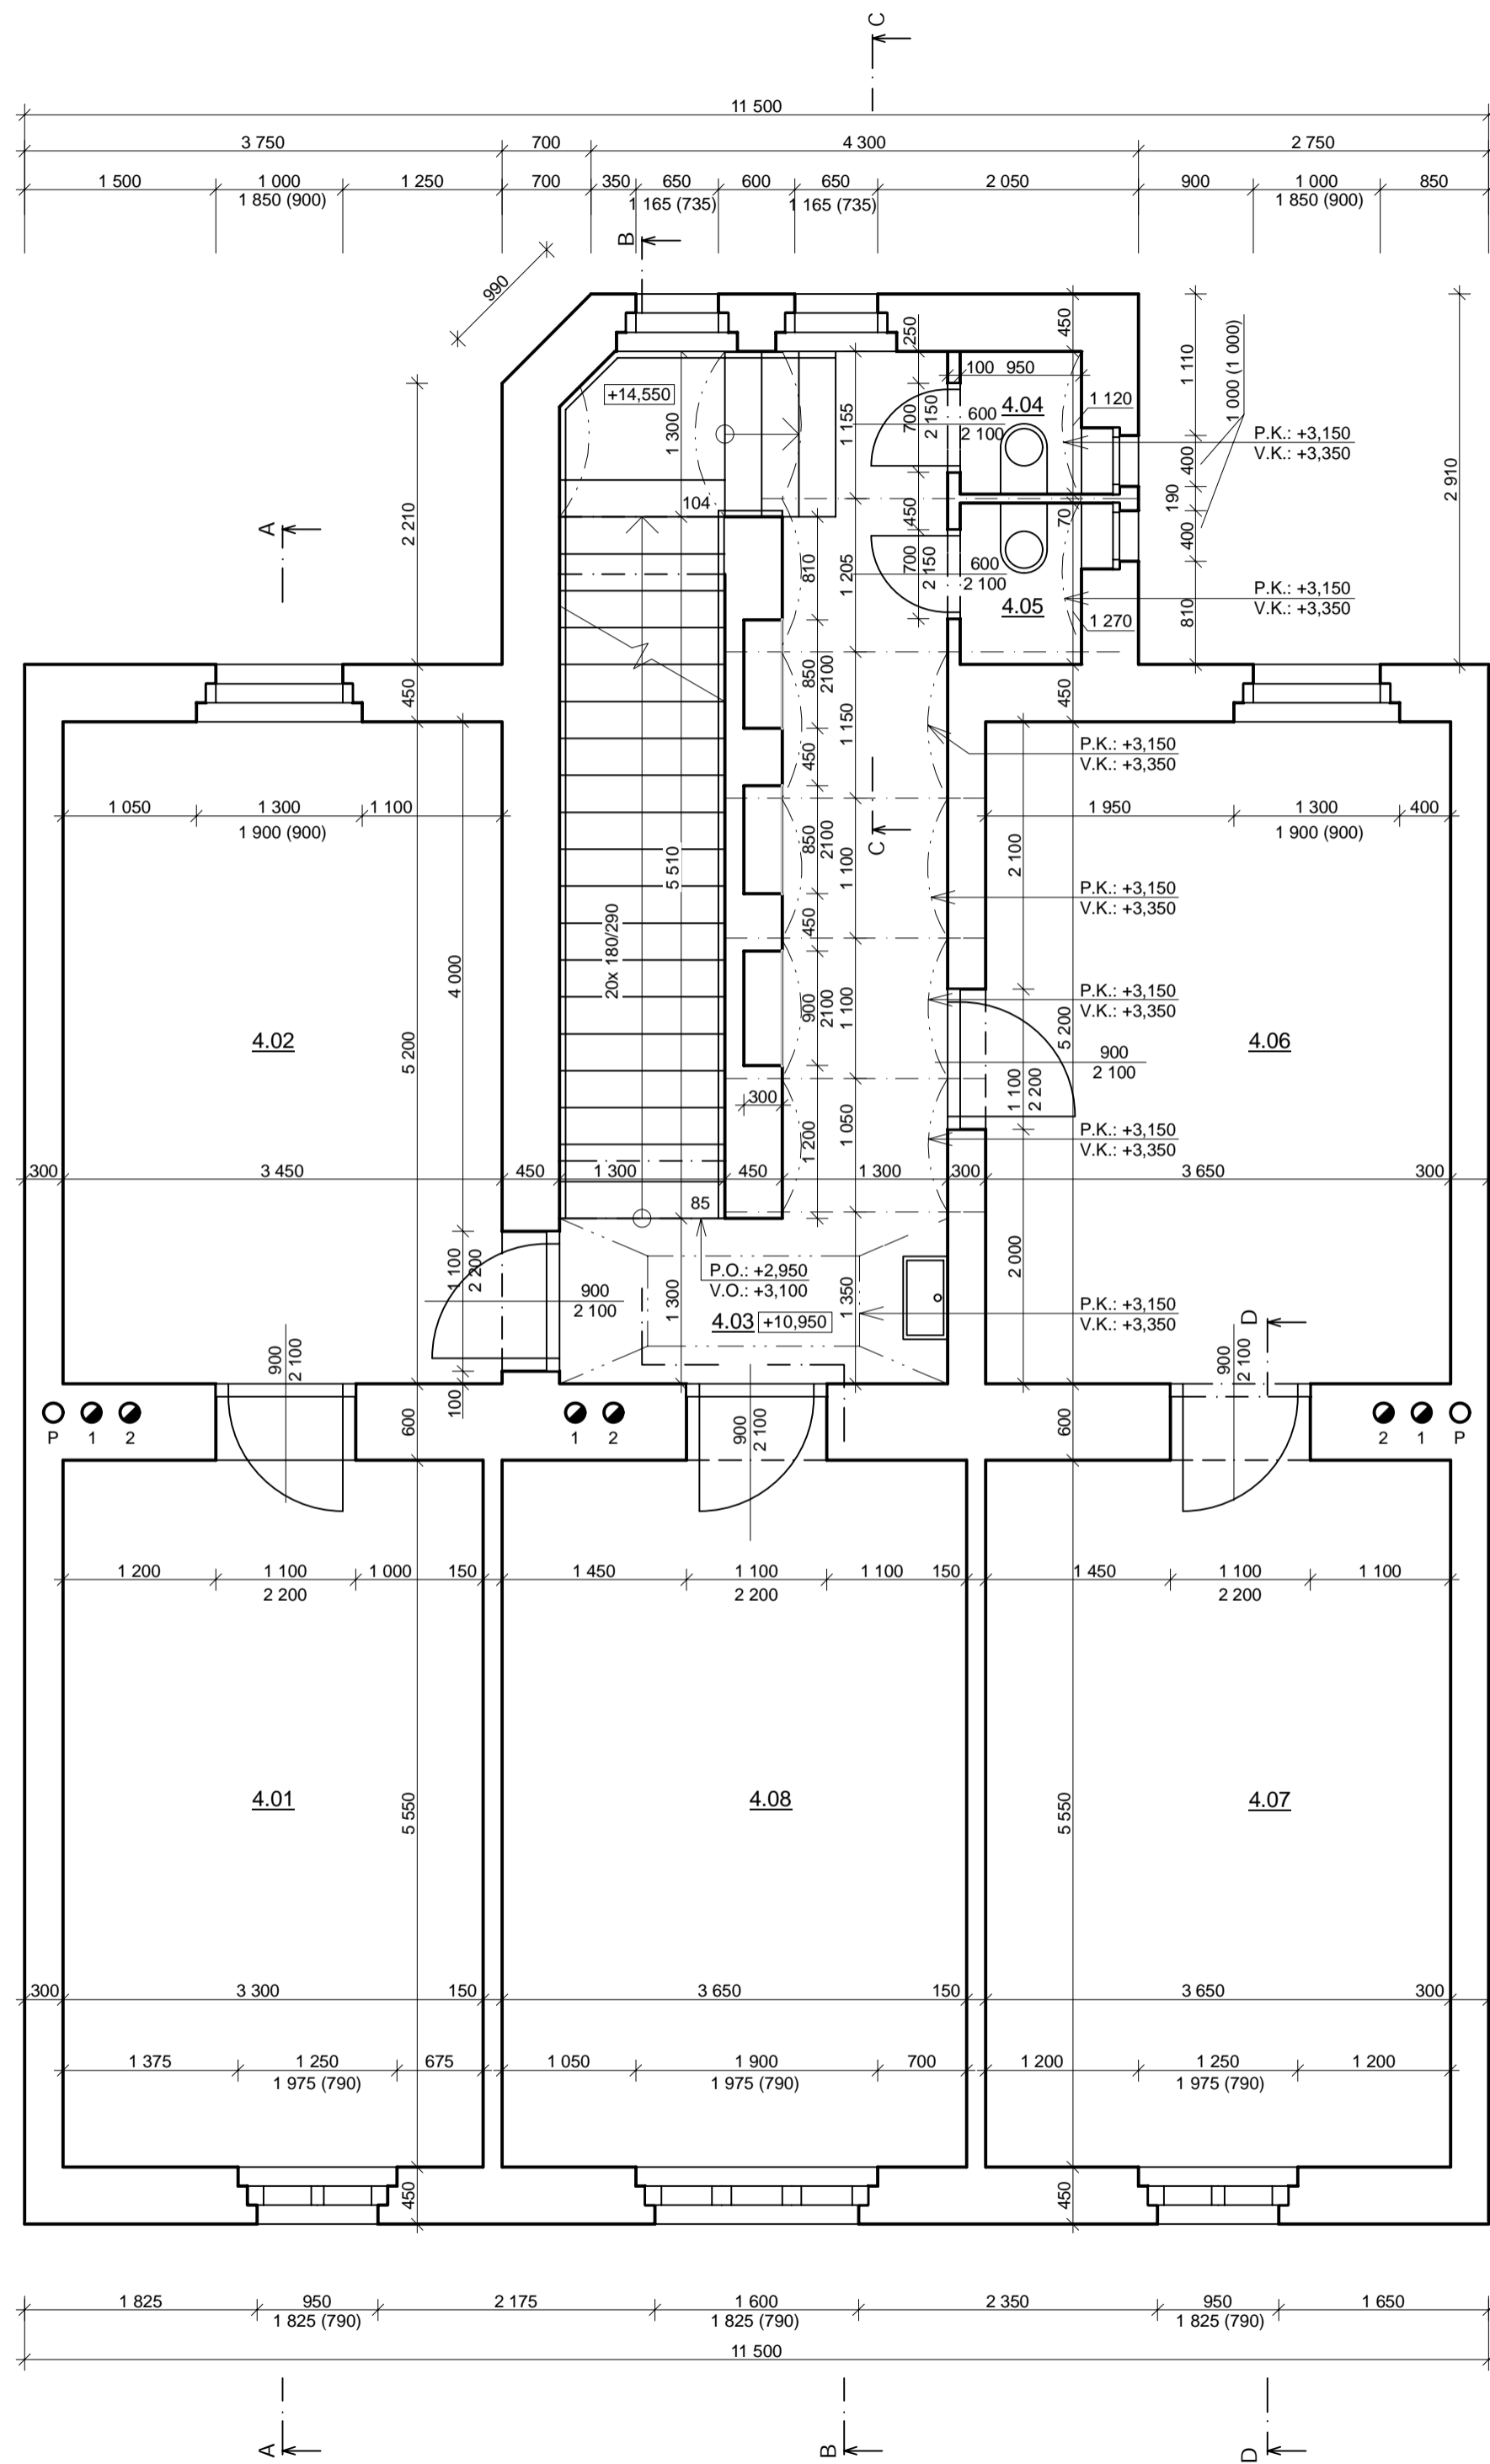 C
11 500
3 750 700 4 300 2 750
1 500 1 000 1 250 700 350 650 600 650 2 050 900 1 000 850
1 850 (900) 1 165 (735) 1 165 (735) 1 850 (900)
B
990
250
450
1 110
1 000 (1 000)
100 950
+14,550
4.04
1 120
600
2 100
700
2 150
1 155
1 300
P.K.: +3,150
V.K.: +3,350
400
190
2 910
104
A
2 210
450
70
400
810
1 205
700
2 150
600
2 100
4.05
P.K.: +3,150
V.K.: +3,350
1 270
810
450
850
2100
1 150
450
P.K.: +3,150
V.K.: +3,350
450
1 050 1 300 1 100
1 900 (900)
1 950 1 300 400
1 900 (900)
C
850
2100
1 100
2 100
5 510
P.K.: +3,150
V.K.: +3,350
450
20x 180/290
4 000
900
2100
1 100
P.K.: +3,150
V.K.: +3,350
5 200
4.02
5 200
4.06
900
2 100
1 100
2 200
300
1 200
1 050
P.K.: +3,150
V.K.: +3,350
300 3 450 450 1 300 450 1 300 300 3 650 300
85
1 100
2 200
900
2 100
P.O.: +2,950
V.O.: +3,100
1 300
1 350
2 000
4.03 +10,950
P.K.: +3,150
V.K.: +3,350
D
900
2 100
900
2 100
100
600
900
2 100
600
P 1 2 1 2 2 1 P
1 200 1 100 1 000 150 1 450 1 100 1 100 150 1 450 1 100 1 100
2 200 2 200 2 200
4.01 5 550 4.08 5 550 4.07
300 3 300 150 3 650 150 3 650 300
1 375 1 250 675 1 050 1 900 700 1 200 1 250 1 200
1 975 (790) 1 975 (790) 1 975 (790)
450 450
1 825 950 2 175 1 600 2 350 950 1 650
1 825 (790) 1 825 (790) 1 825 (790)
11 500
A B D